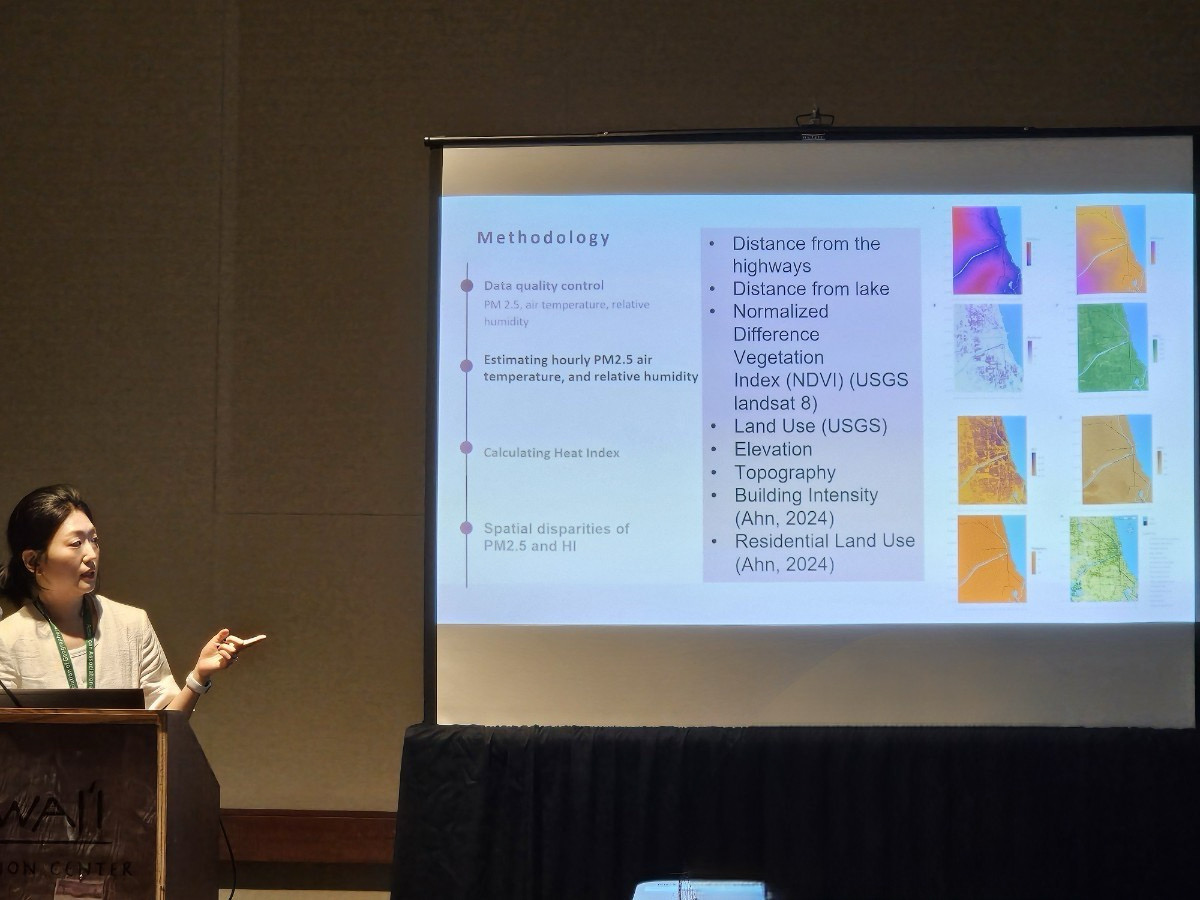 Methodology
Data quality control
PM 2.5, air temperature, relative
humidity
Estimating hourly PM2.5 air
temperature, and relative humidity
Calculating Heat Index
Spatial disparities of
PM2.5 and HI
• Distance from the
highways
• Distance from lake
• Normalized
Difference
Vegetation
Index (NDVI) (USGS
landsat 8)
• Land Use (USGS)
• Elevation
• Topography
• Building Intensity
(Ahn, 2024)
• Residential Land Use
(Ahn, 2024)
WAI'I
ION CENTER